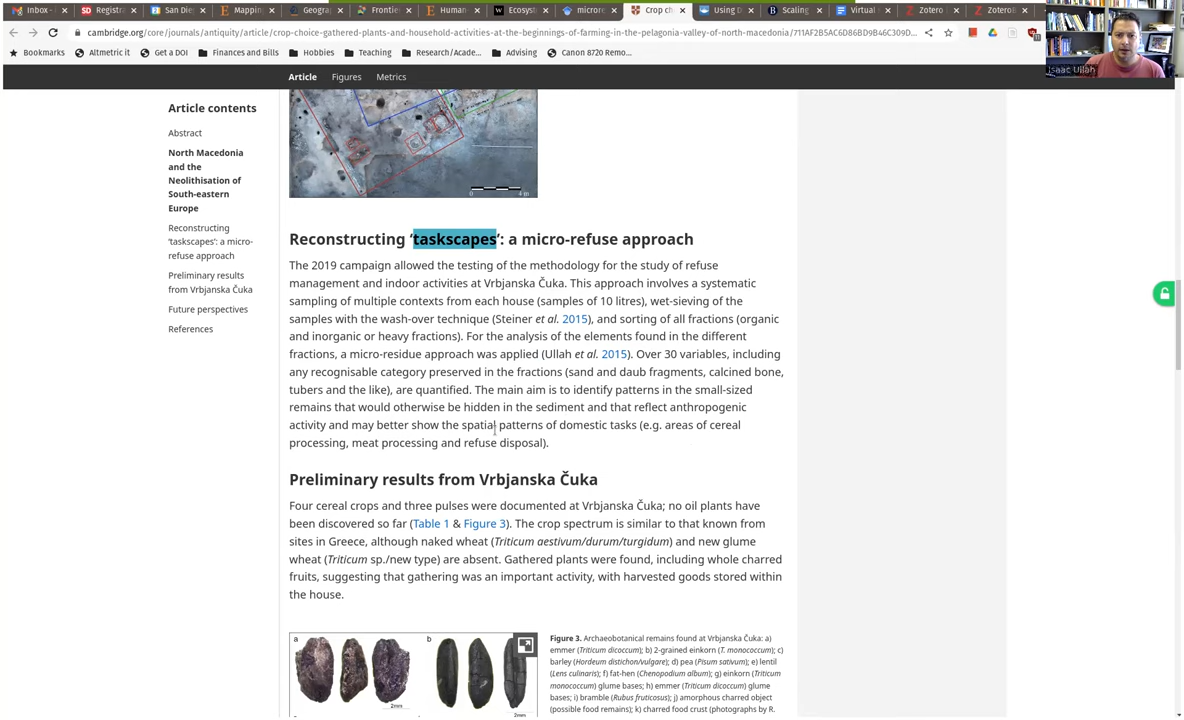 Inbox -
Registra
San Die
Mapping
Geograp
Frontier
Human
Ecosyst
microre
Crop ch
Using D
Scaling
Virtual
Zotero
ZoteroB
cambridge.org/core/journals/antiquity/article/crop-choice-gathered-plants-and-household-activities-at-the-beginnings-of-farming-in-the-pelagonia-valley-of-north-macedonia/711AF2B5AC6D86BD9B46C309D...
Bookmarks
Altmetric it
Get a DOI
Finances and Bills
Hobbies
Teaching
Research/Acade...
Advising
Canon 8720 Remo...
Isaac Ullah
Article
Figures
Metrics
Article contents
Abstract
North Macedonia
and the
Neolithisation of
South-eastern
Europe
Reconstructing
‘taskscapes’: a micro-
refuse approach
Preliminary results
from Vrbjanska Čuka
Future perspectives
References
0 4 m
Reconstructing ‘taskscapes’: a micro-refuse approach
The 2019 campaign allowed the testing of the methodology for the study of refuse
management and indoor activities at Vrbjanska Čuka. This approach involves a systematic
sampling of multiple contexts from each house (samples of 10 litres), wet-sieving of the
samples with the wash-over technique (Steiner et al. 2015), and sorting of all fractions (organic
and inorganic or heavy fractions). For the analysis of the elements found in the different
fractions, a micro-residue approach was applied (Ullah et al. 2015). Over 30 variables, including
any recognisable category preserved in the fractions (sand and daub fragments, calcined bone,
tubers and the like), are quantified. The main aim is to identify patterns in the small-sized
remains that would otherwise be hidden in the sediment and that reflect anthropogenic
activity and may better show the spatial patterns of domestic tasks (e.g. areas of cereal
processing, meat processing and refuse disposal).
Preliminary results from Vrbjanska Čuka
Four cereal crops and three pulses were documented at Vrbjanska Čuka; no oil plants have
been discovered so far (Table 1 & Figure 3). The crop spectrum is similar to that known from
sites in Greece, although naked wheat (Triticum aestivum/durum/turgidum) and new glume
wheat (Triticum sp./new type) are absent. Gathered plants were found, including whole charred
fruits, suggesting that gathering was an important activity, with harvested goods stored within
the house.
a
b
2mm
2mm
Figure 3. Archaeobotanical remains found at Vrbjanska Čuka: a)
emmer (Triticum dicoccum); b) 2-grained einkorn (T. monococcum); c)
barley (Hordeum distichon/vulgare); d) pea (Pisum sativum); e) lentil
(Lens culinaris); f) fat-hen (Chenopodium album); g) einkorn (Triticum
monococcum) glume bases; h) emmer (Triticum dicoccum) glume
bases; i) bramble (Rubus fruticosus); j) amorphous charred object
(possible food remains); k) charred food crust (photographs by R.